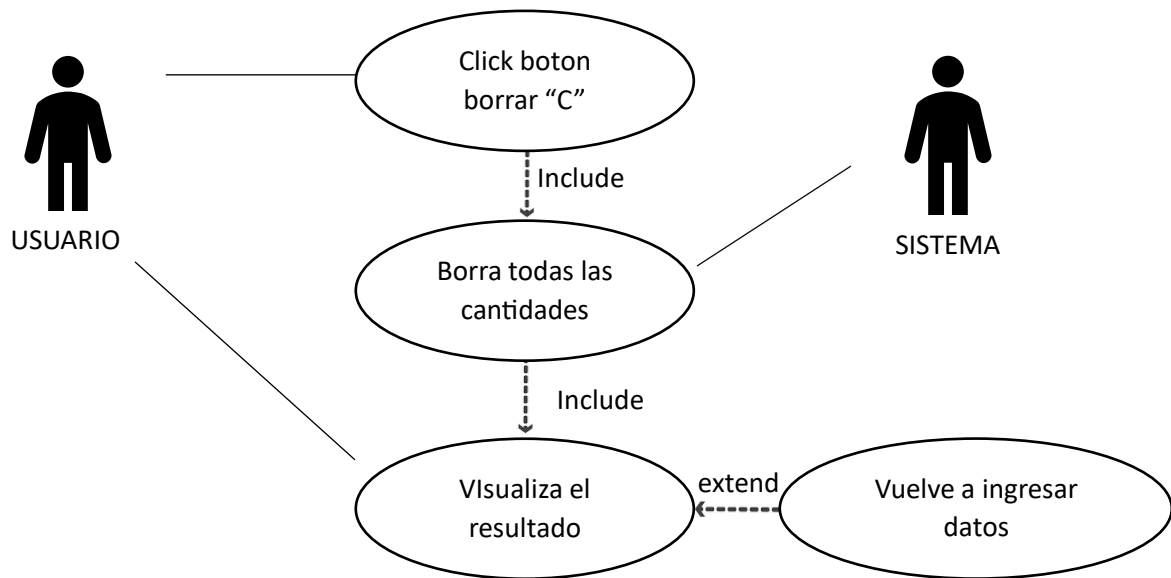 Click boton
borrar “C”
Include
USUARIO
SISTEMA
Borra todas las
cantidades
Include
VIsualiza el
resultado
extend
Vuelve a ingresar
datos